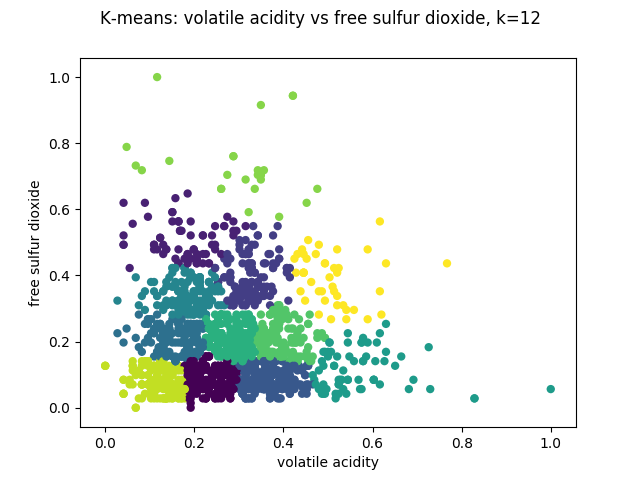 K-means: volatile acidity vs free sulfur dioxide, k=12
1.0
0.8
0.6
0.4
0.2
0.0
free sulfur dioxide
0.0 0.2 0.4 0.6 0.8 1.0
volatile acidity